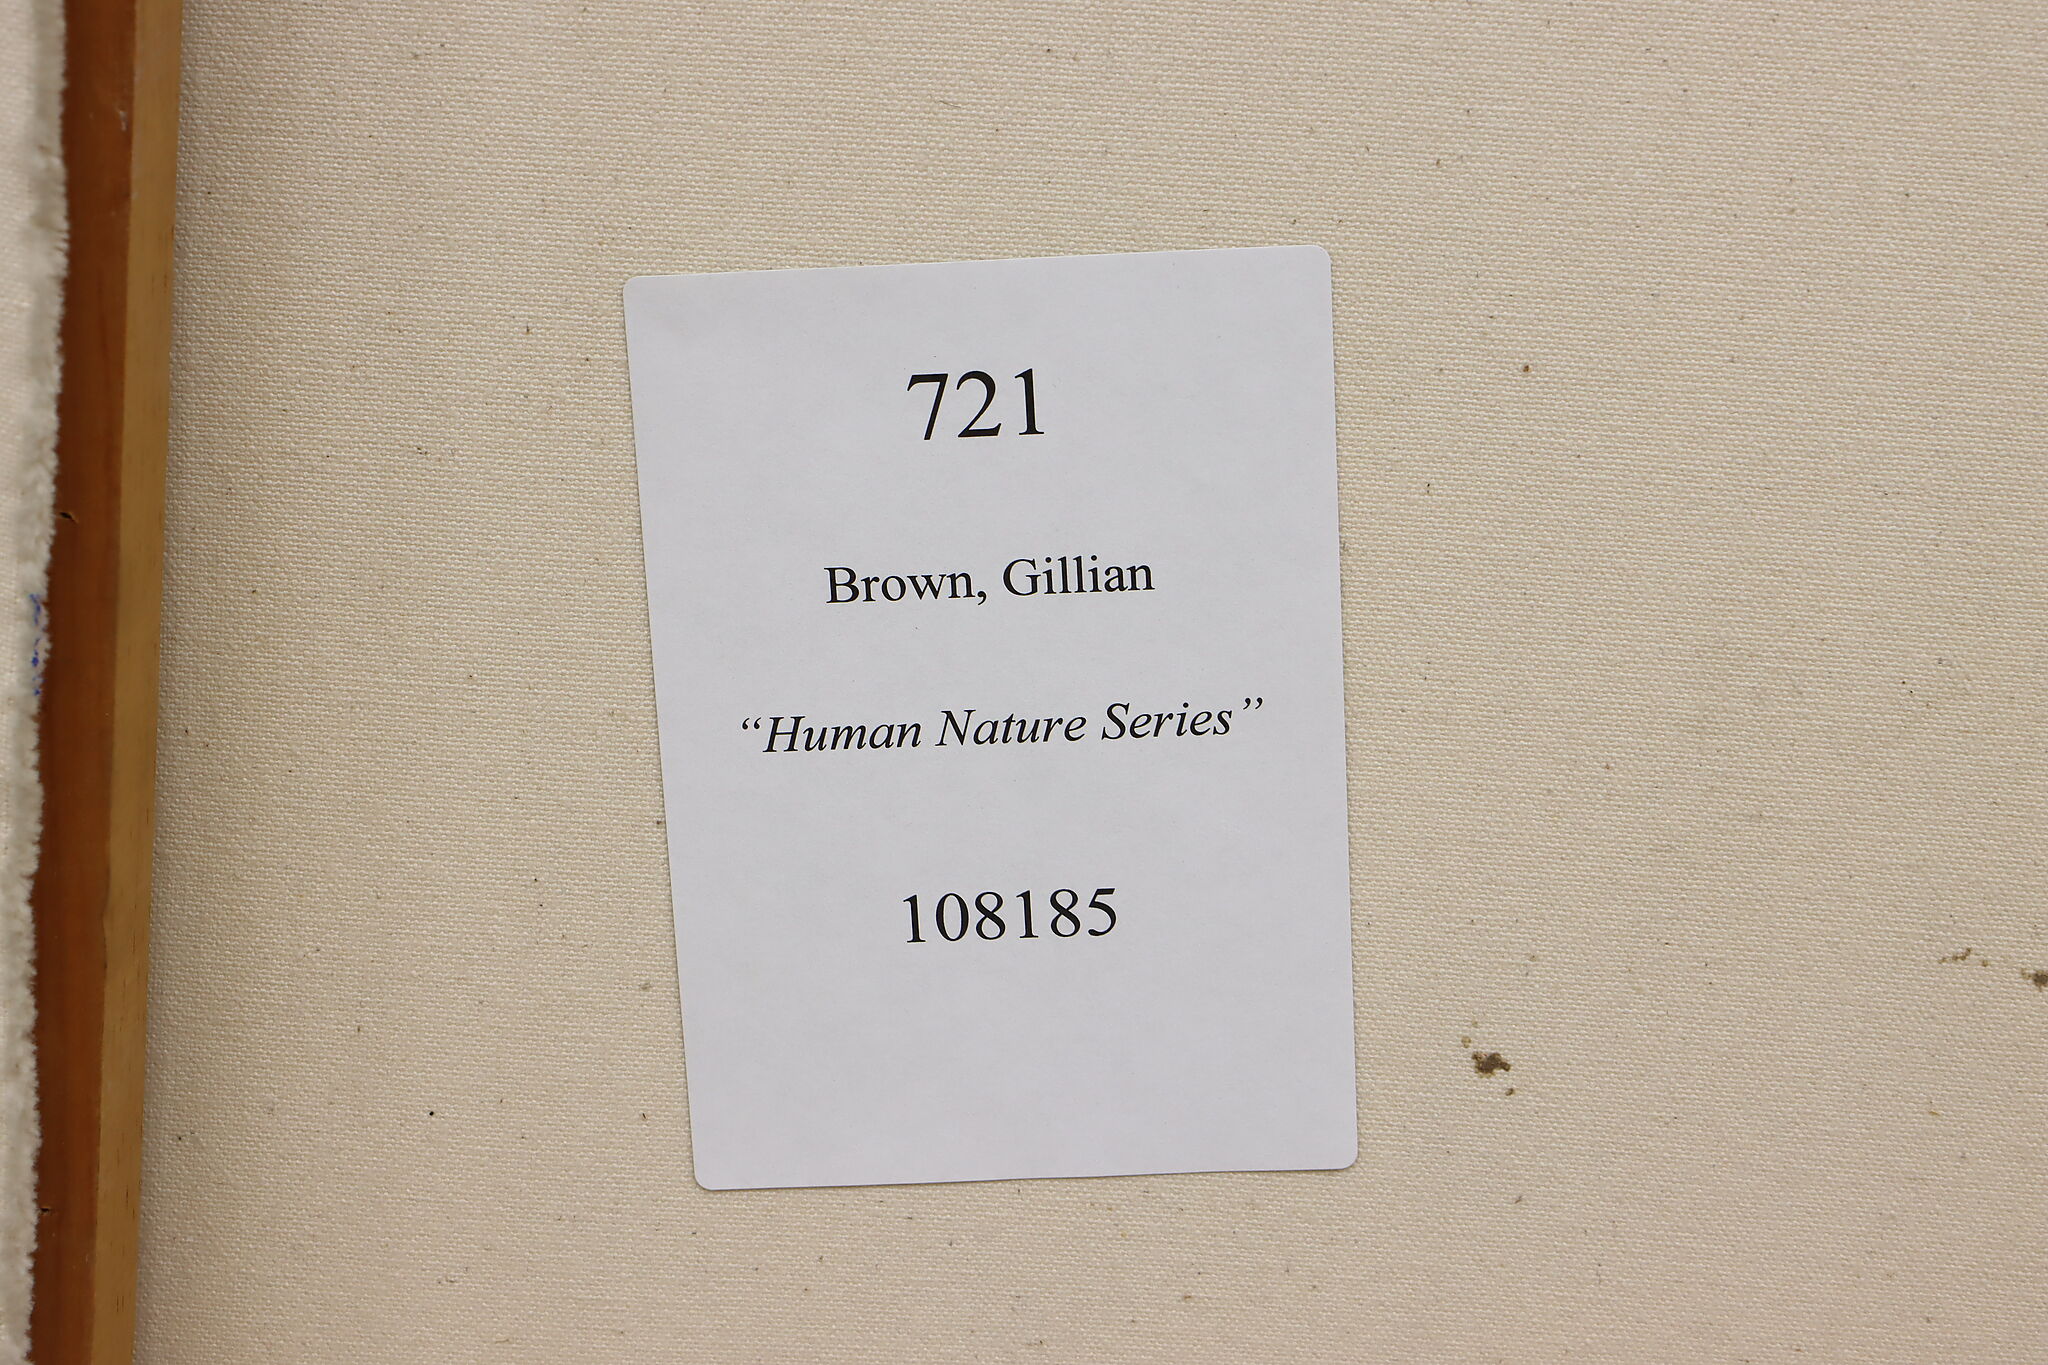 721
Brown, Gillian
“Human Nature Series”
108185